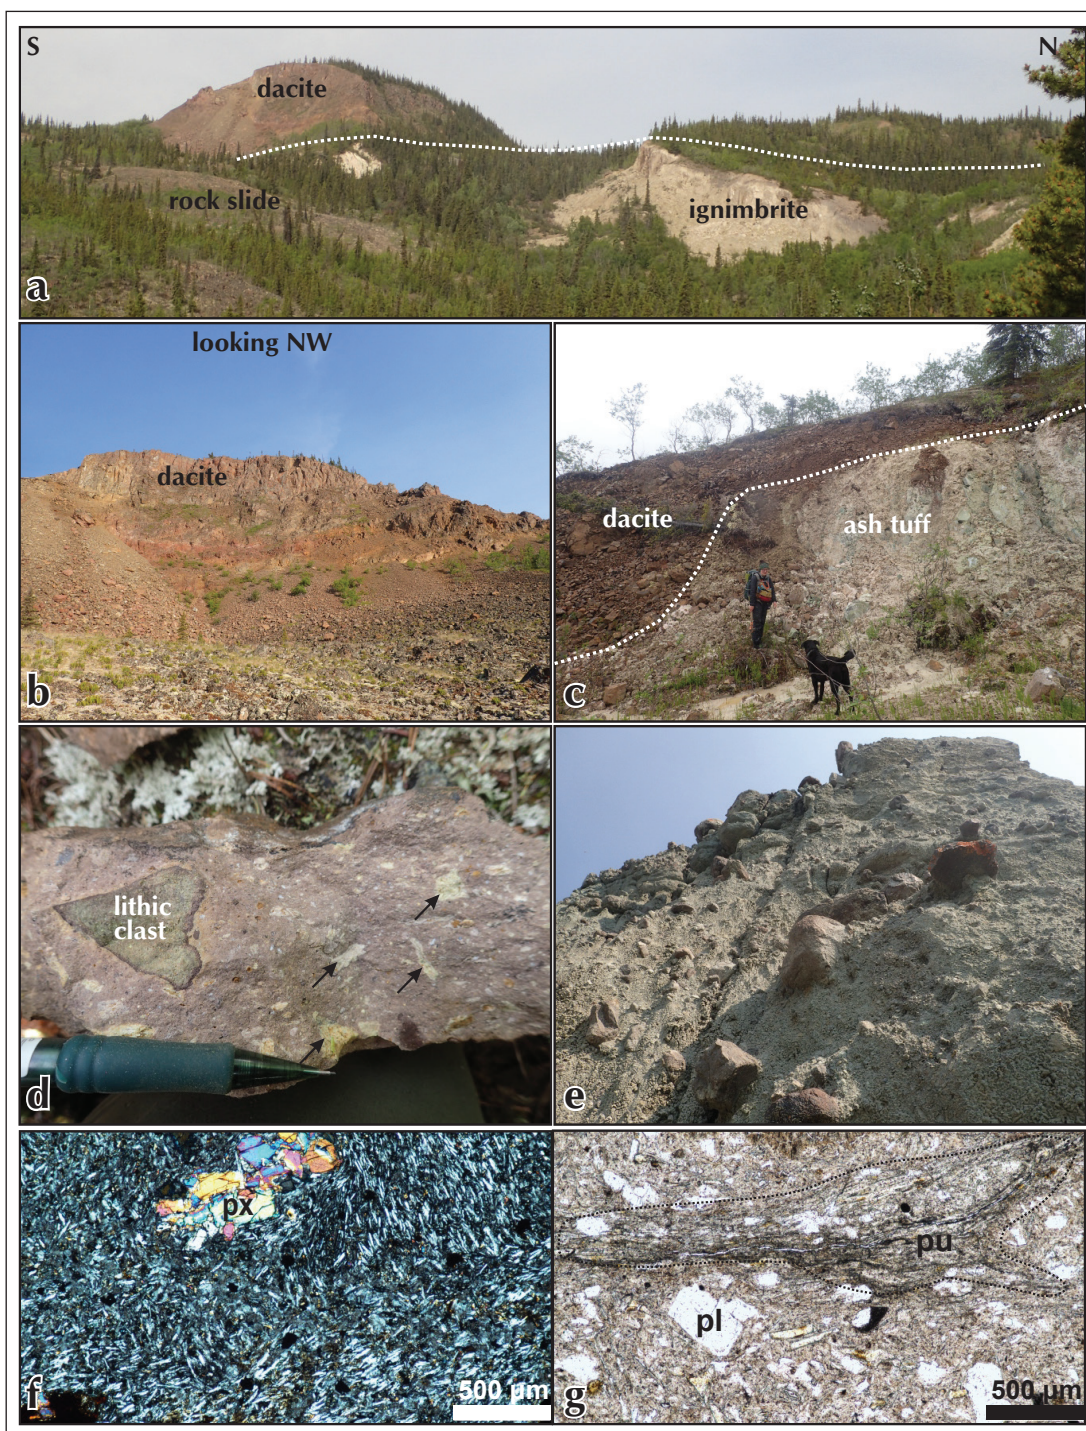 S
N
dacite
rock slide
ignimbrite
a
looking NW
dacite
b
dacite
ash tuff
c
lithic
clast
d
e
px
f
500 μm
pu
pl
g
500 μm